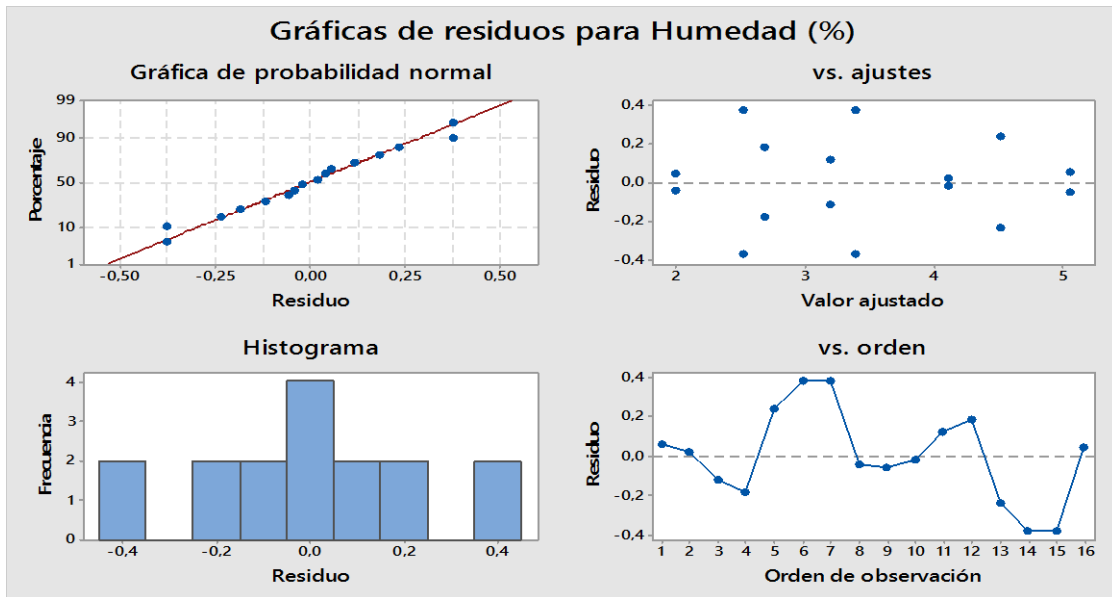 Gráficas de residuos para Humedad (%)
Gráfica de probabilidad normal
99
90
50
10
1
Porcentaje
-0,50
-0,25
0,00
0,25
0,50
Residuo
vs. ajustes
0.4
0.2
0.0
-0.2
-0.4
Residuo
2
3
4
5
Valor ajustado
Histograma
4
3
2
1
0
Frecuencia
-0,4
-0,2
0,0
0,2
0,4
Residuo
vs. orden
0,4
0.2
0.0
-0.2
-0.4
Residuo
1 2 3 4 5 6 7 8 9 10 11 12 13 14 15 16
Orden de observación